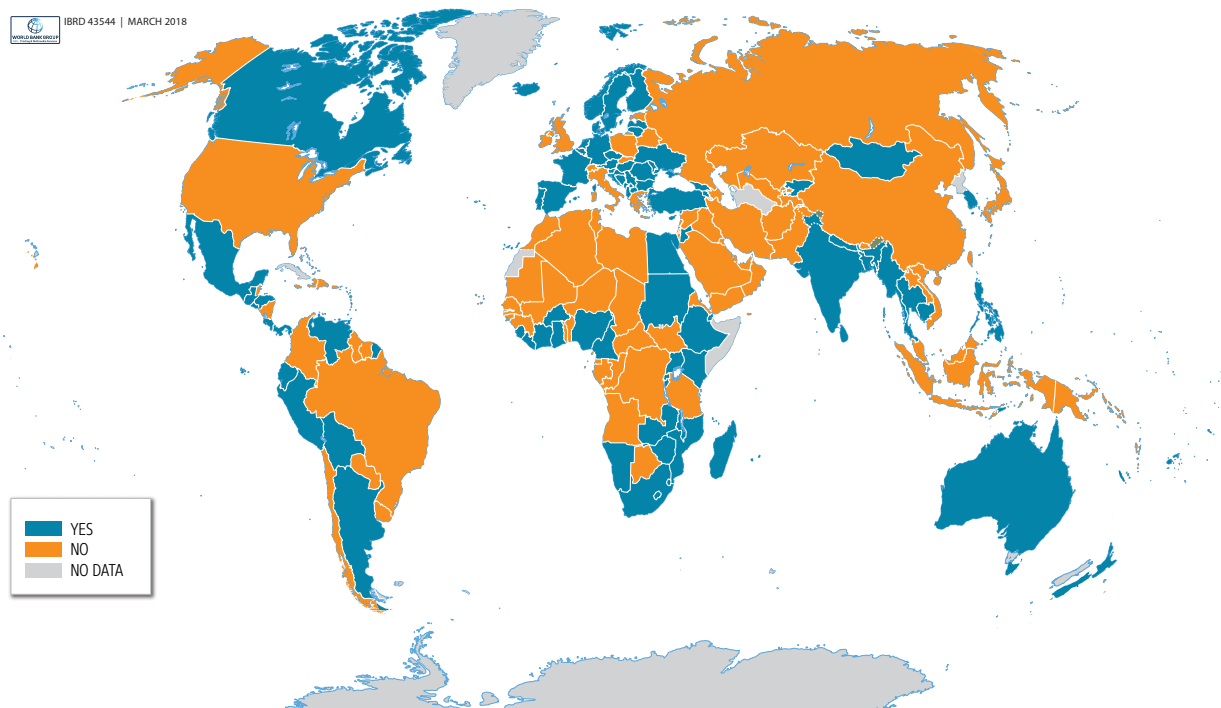 IBRD 43544 | MARCH 2018
WORLD BANK GROUP
YES
NO
NO DATA